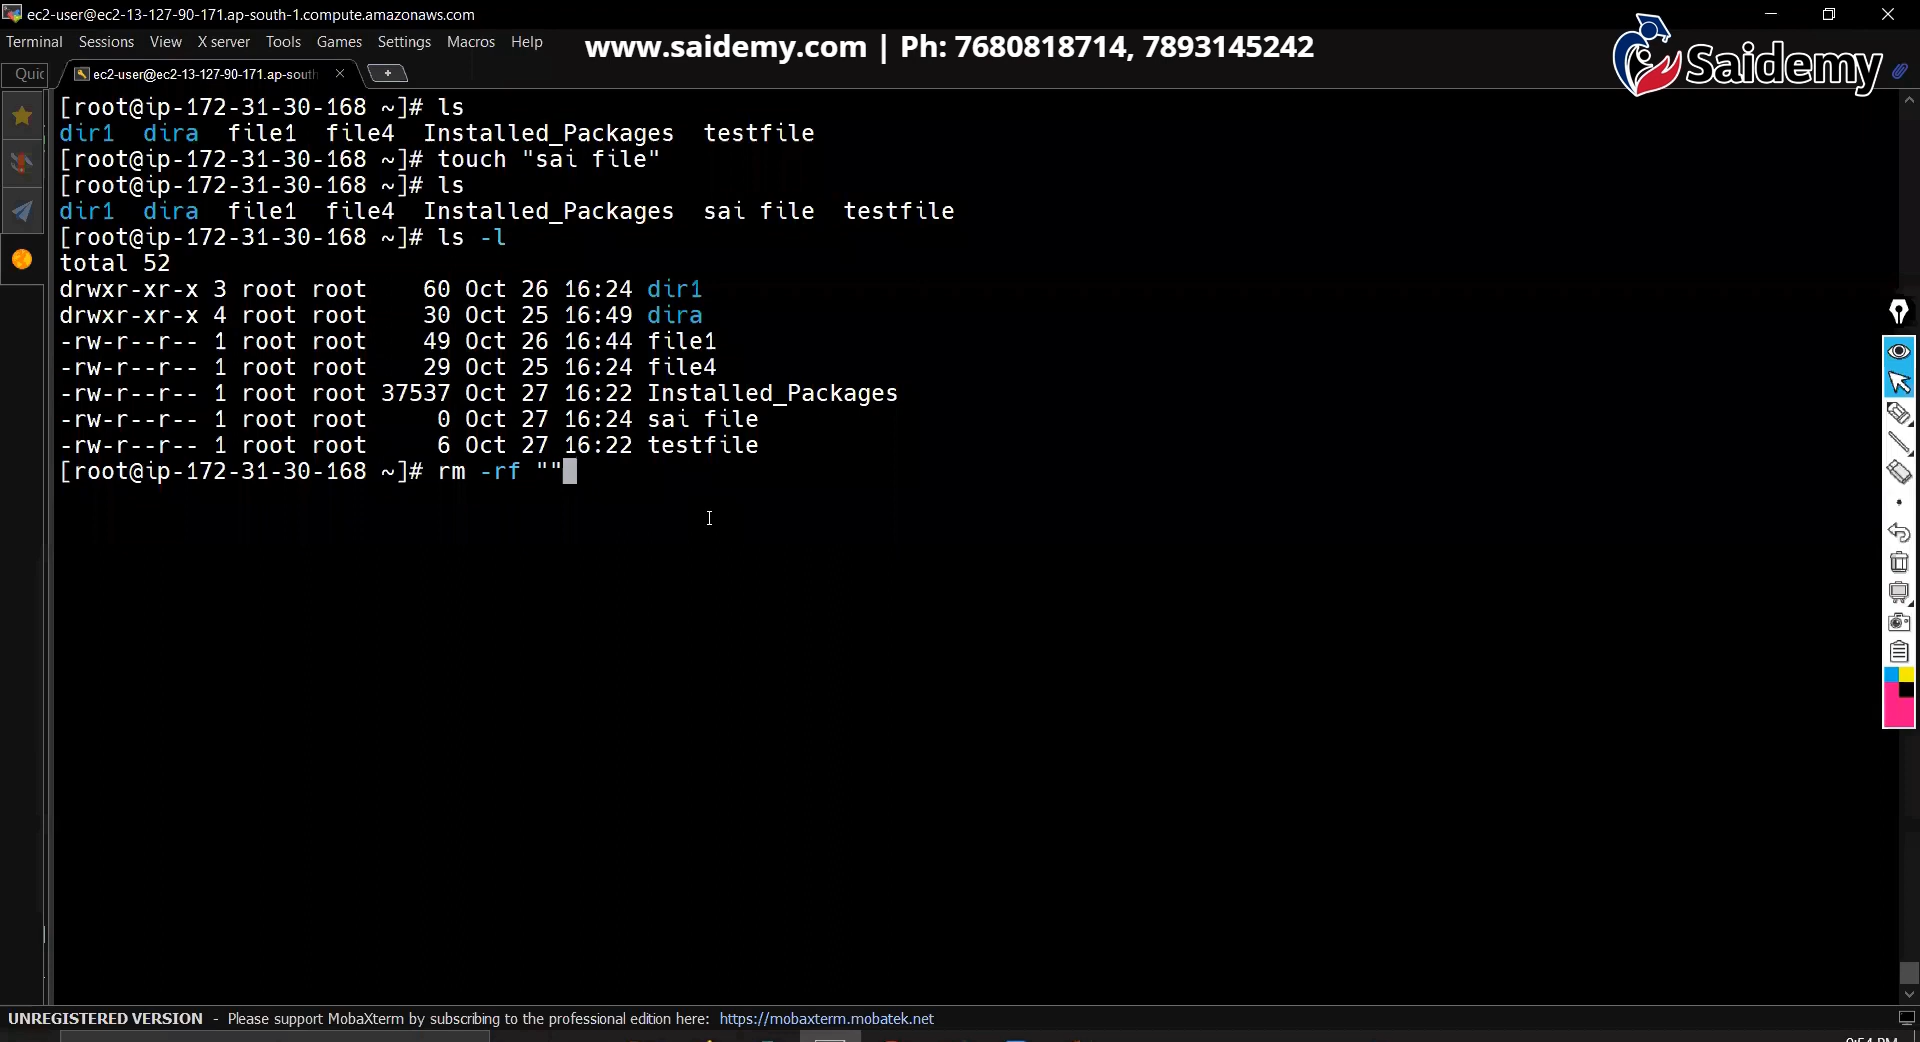 ec2-user@ec2-13-127-90-171.ap-south-1.compute.amazonaws.com
Terminal Sessions View X server Tools Games Settings Macros Help
www.saidemy.com | Ph: 7680818714, 7893145242
Saidemy
Quic
ec2-user@ec2-13-127-90-171.ap-south
[root@ip-172-31-30-168 ~]# ls
dir1  dira  file1  file4  Installed_Packages  testfile
[root@ip-172-31-30-168 ~]# touch "sai file"
[root@ip-172-31-30-168 ~]# ls
dir1  dira  file1  file4  Installed_Packages  sai file  testfile
[root@ip-172-31-30-168 ~]# ls -l
total 52
drwxr-xr-x 3 root root    60 Oct 26 16:24 dir1
drwxr-xr-x 4 root root    30 Oct 25 16:49 dira
-rw-r--r-- 1 root root    49 Oct 26 16:44 file1
-rw-r--r-- 1 root root    29 Oct 25 16:24 file4
-rw-r--r-- 1 root root 37537 Oct 27 16:22 Installed_Packages
-rw-r--r-- 1 root root     0 Oct 27 16:24 sai file
-rw-r--r-- 1 root root     6 Oct 27 16:22 testfile
[root@ip-172-31-30-168 ~]# rm -rf ""
UNREGISTERED VERSION - Please support MobaXterm by subscribing to the professional edition here: https://mobaxterm.mobatek.net